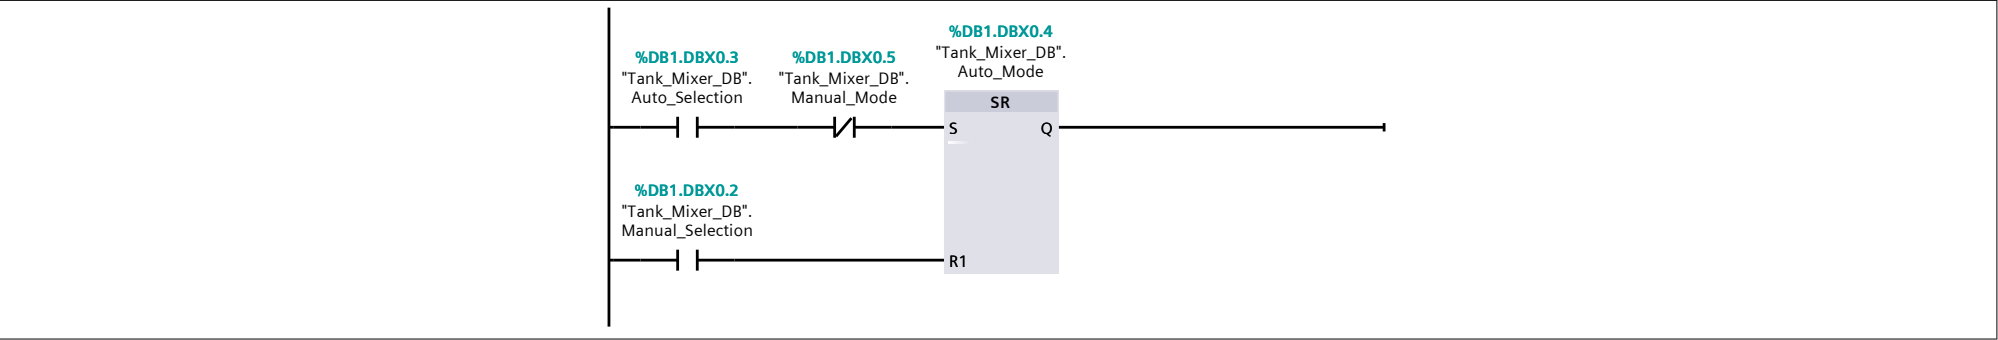 %DB1.DBX0.4
"Tank_Mixer_DB".
Auto_Mode
%DB1.DBX0.3
"Tank_Mixer_DB".
Auto_Selection
%DB1.DBX0.5
"Tank_Mixer_DB".
Manual_Mode
SR
S
Q
%DB1.DBX0.2
"Tank_Mixer_DB".
Manual_Selection
R1